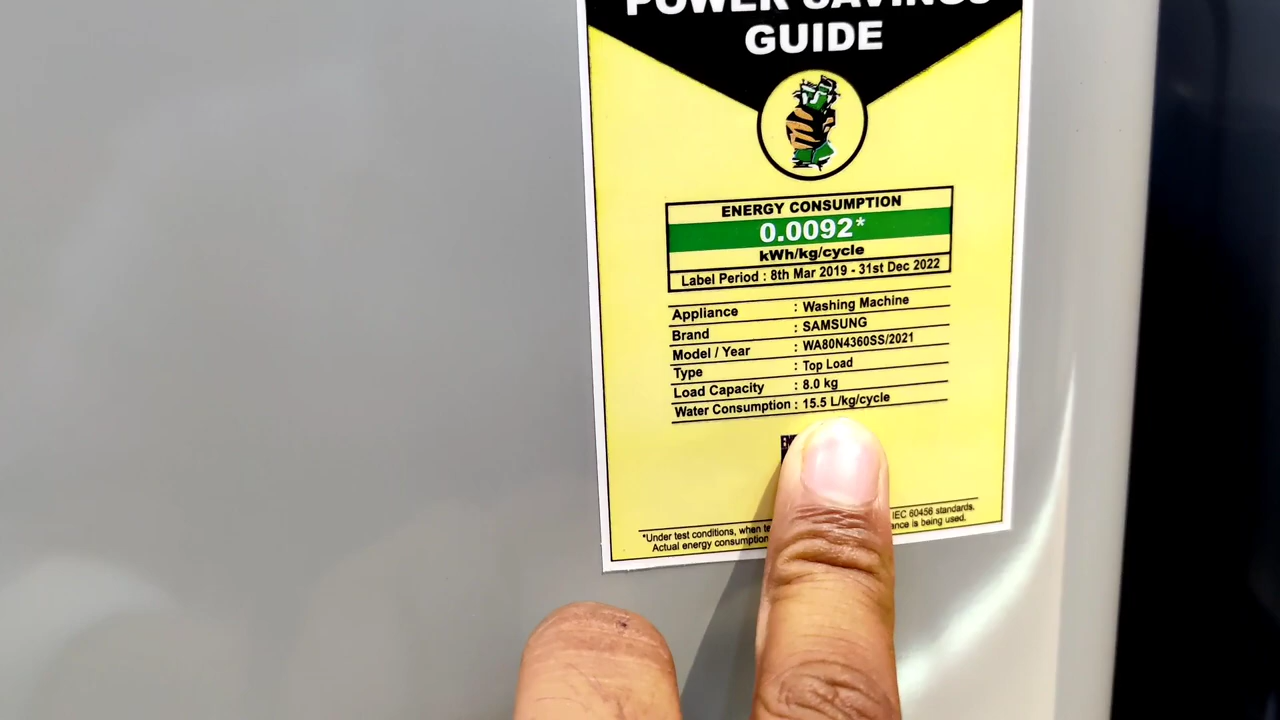 POWER SAVINGS
GUIDE
ENERGY CONSUMPTION
0.0092*
kWh/kg/cycle
Label Period : 8th Mar 2019 - 31st Dec 2022
Appliance : Washing Machine
Brand : SAMSUNG
Model / Year : WA80N4360SS/2021
Type : Top Load
Load Capacity : 8.0 kg
Water Consumption : 15.5 L/kg/cycle
*Under test conditions, when IEC 60456 standards.
Actual energy consumption is being used.